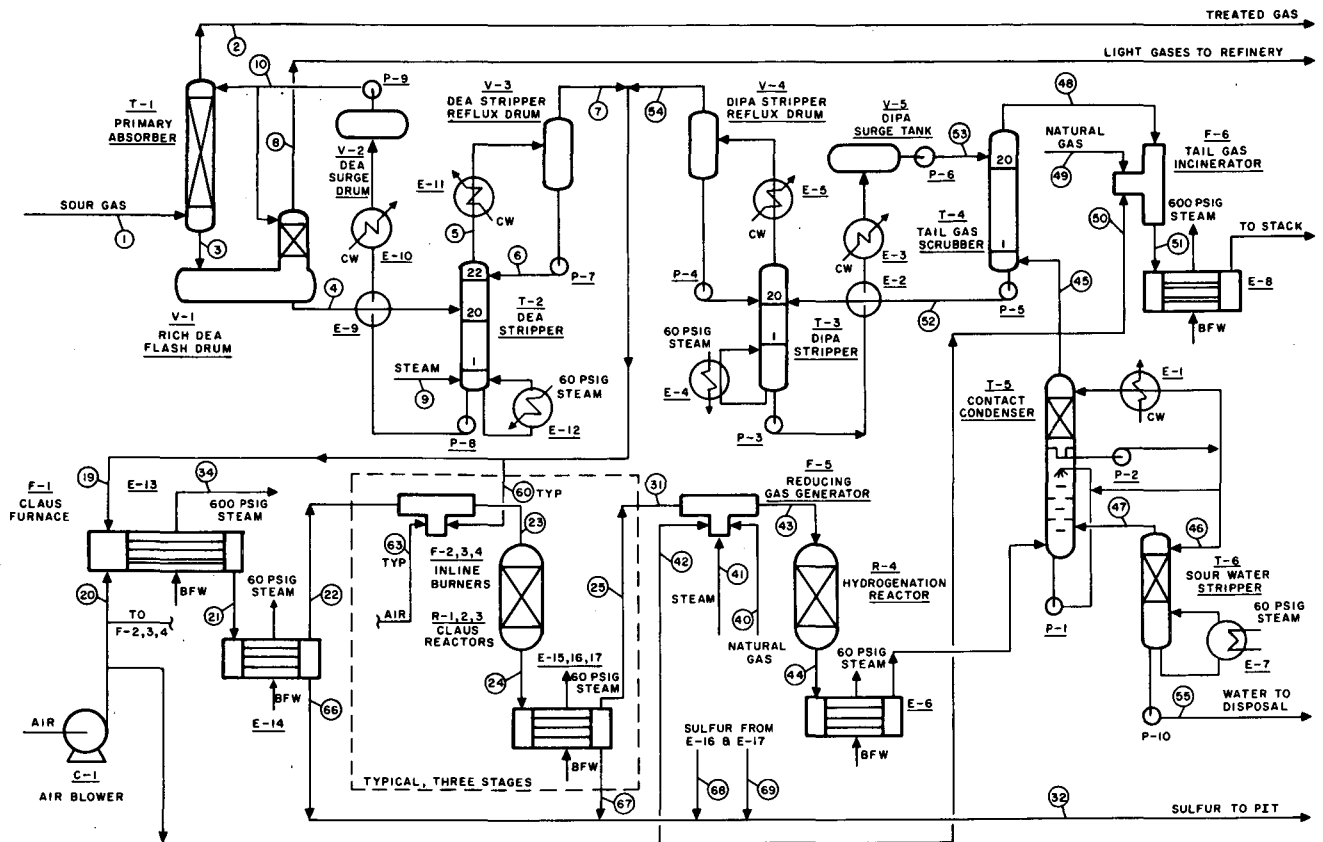 TREATED GAS
2
LIGHT GASES TO REFINERY
10
P-9
V-3
DEA STRIPPER
REFLUX DRUM
7
54
V-4
DIPA STRIPPER
REFLUX DRUM
V-5
DIPA
SURGE TANK
53
48
T-1
PRIMARY
ABSORBER
8
V-2
DEA
SURGE
DRUM
E-11
CW
E-5
CW
P-6
20
NATURAL
GAS
49
F-6
TAIL GAS
INCINERATOR
SOUR GAS
1
3
CW
E-10
5
6
P-7
P-4
CW
E-3
E-2
T-4
TAIL GAS
SCRUBBER
1
50
600 PSIG
STEAM
51
TO STACK
4
E-9
22
20
1
T-2
DEA
STRIPPER
20
1
T-3
DIPA
STRIPPER
52
P-5
45
BFW
E-8
V-1
RICH DEA
FLASH DRUM
STEAM
9
60 PSIG
STEAM
P-8
E-12
60 PSIG
STEAM
E-4
P-3
T-5
CONTACT
CONDENSER
E-1
CW
P-2
19
34
F-1
CLAUS
FURNACE
E-13
600 PSIG
STEAM
60
TYP
31
F-5
REDUCING
GAS GENERATOR
43
47
46
20
BFW
21
60 PSIG
STEAM
22
63
TYP
23
F-2,3,4
INLINE
BURNERS
25
42
41
STEAM
40
NATURAL
GAS
R-4
HYDROGENATION
REACTOR
T-6
SOUR WATER
STRIPPER
TO
F-2,3,4
AIR
R-1,2,3
CLAUS
REACTORS
P-1
60 PSIG
STEAM
E-7
24
E-15,16,17
60 PSIG
STEAM
44
60 PSIG
STEAM
E-6
BFW
E-14
66
BFW
BFW
55
WATER TO
DISPOSAL
P-10
AIR
C-1
AIR BLOWER
TYPICAL, THREE STAGES
67
SULFUR FROM
E-16 & E-17
68
69
32
SULFUR TO PIT